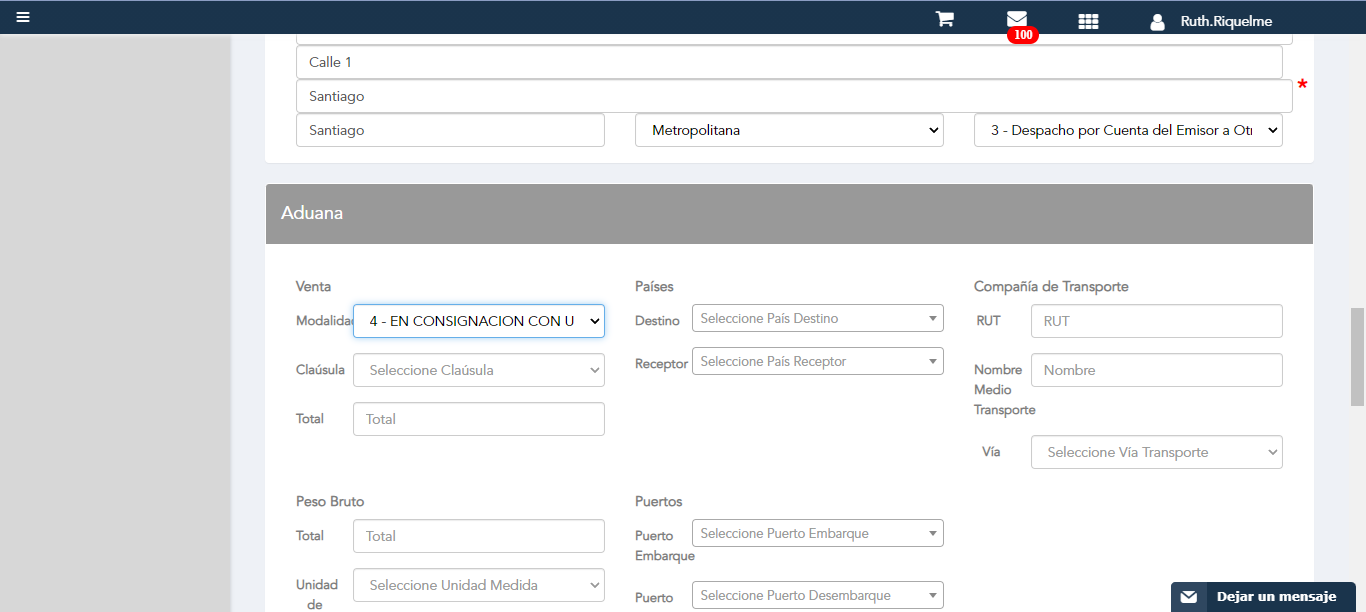 100
Ruth.Riquelme
Calle 1
Santiago
*
Santiago
Metropolitana
3 - Despacho por Cuenta del Emisor a Otr
Aduana
Venta
Países
Compañía de Transporte
Modalidad
4 - EN CONSIGNACION CON U
Destino
Seleccione País Destino
RUT
RUT
Claúsula
Seleccione Claúsula
Receptor
Seleccione País Receptor
Nombre
Medio
Transporte
Nombre
Total
Total
Vía
Seleccione Vía Transporte
Peso Bruto
Puertos
Total
Total
Puerto
Embarque
Seleccione Puerto Embarque
Unidad
de
Seleccione Unidad Medida
Puerto
Seleccione Puerto Desembarque
Dejar un mensaje